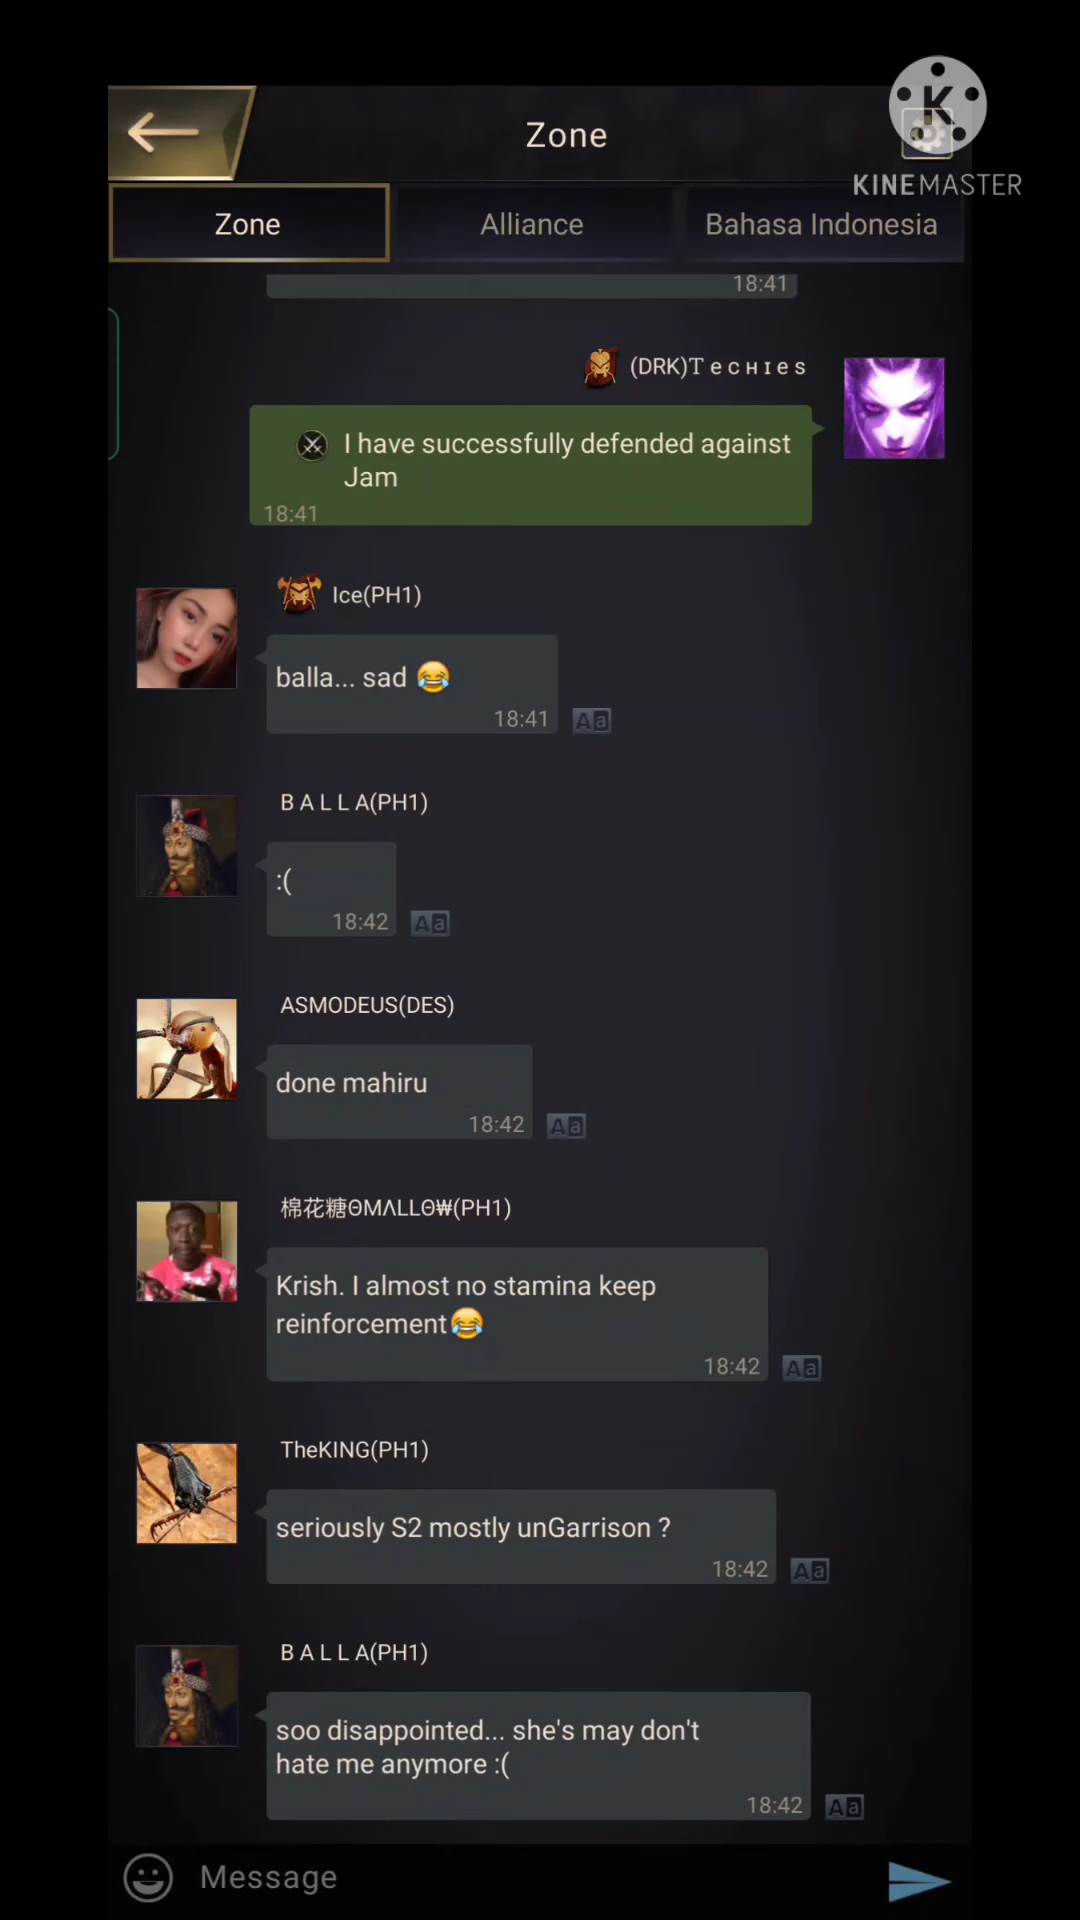 Zone
KINEMASTER
Zone
Alliance
Bahasa Indonesia
18:41
(DRK)Tᴇᴄʜɪᴇs
I have successfully defended against
Jam
18:41
Ice(PH1)
balla... sad 😂
18:41
Aa
B A L L A(PH1)
:(
18:42
Aa
ASMODEUS(DES)
done mahiru
18:42
Aa
棉花糖ΘMΛLLΘ₩(PH1)
Krish. I almost no stamina keep
reinforcement😂
18:42
Aa
TheKING(PH1)
seriously S2 mostly unGarrison ?
18:42
Aa
B A L L A(PH1)
soo disappointed... she's may don't
hate me anymore :(
18:42
Aa
Message